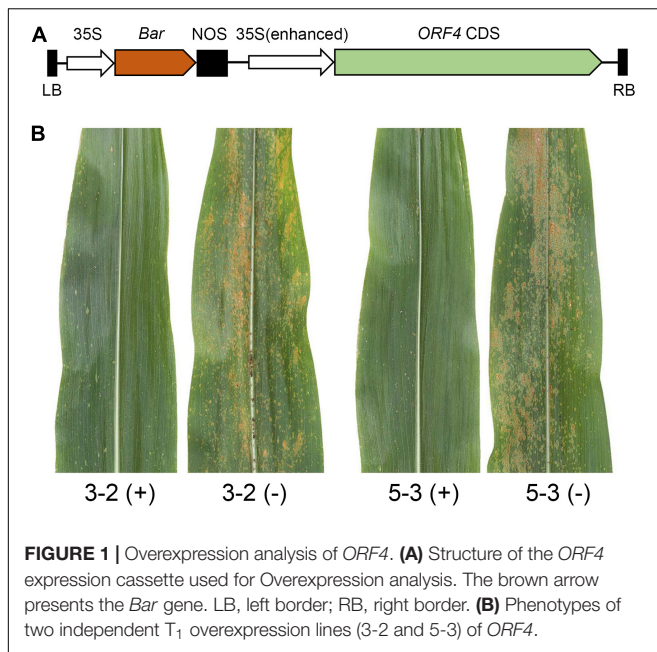 A
35S Bar NOS 35S(enhanced) ORF4 CDS
LB RB
B
3-2 (+) 3-2 (-) 5-3 (+) 5-3 (-)
FIGURE 1 | Overexpression analysis of ORF4. (A) Structure of the ORF4
expression cassette used for Overexpression analysis. The brown arrow
presents the Bar gene. LB, left border; RB, right border. (B) Phenotypes of
two independent T₁ overexpression lines (3-2 and 5-3) of ORF4.